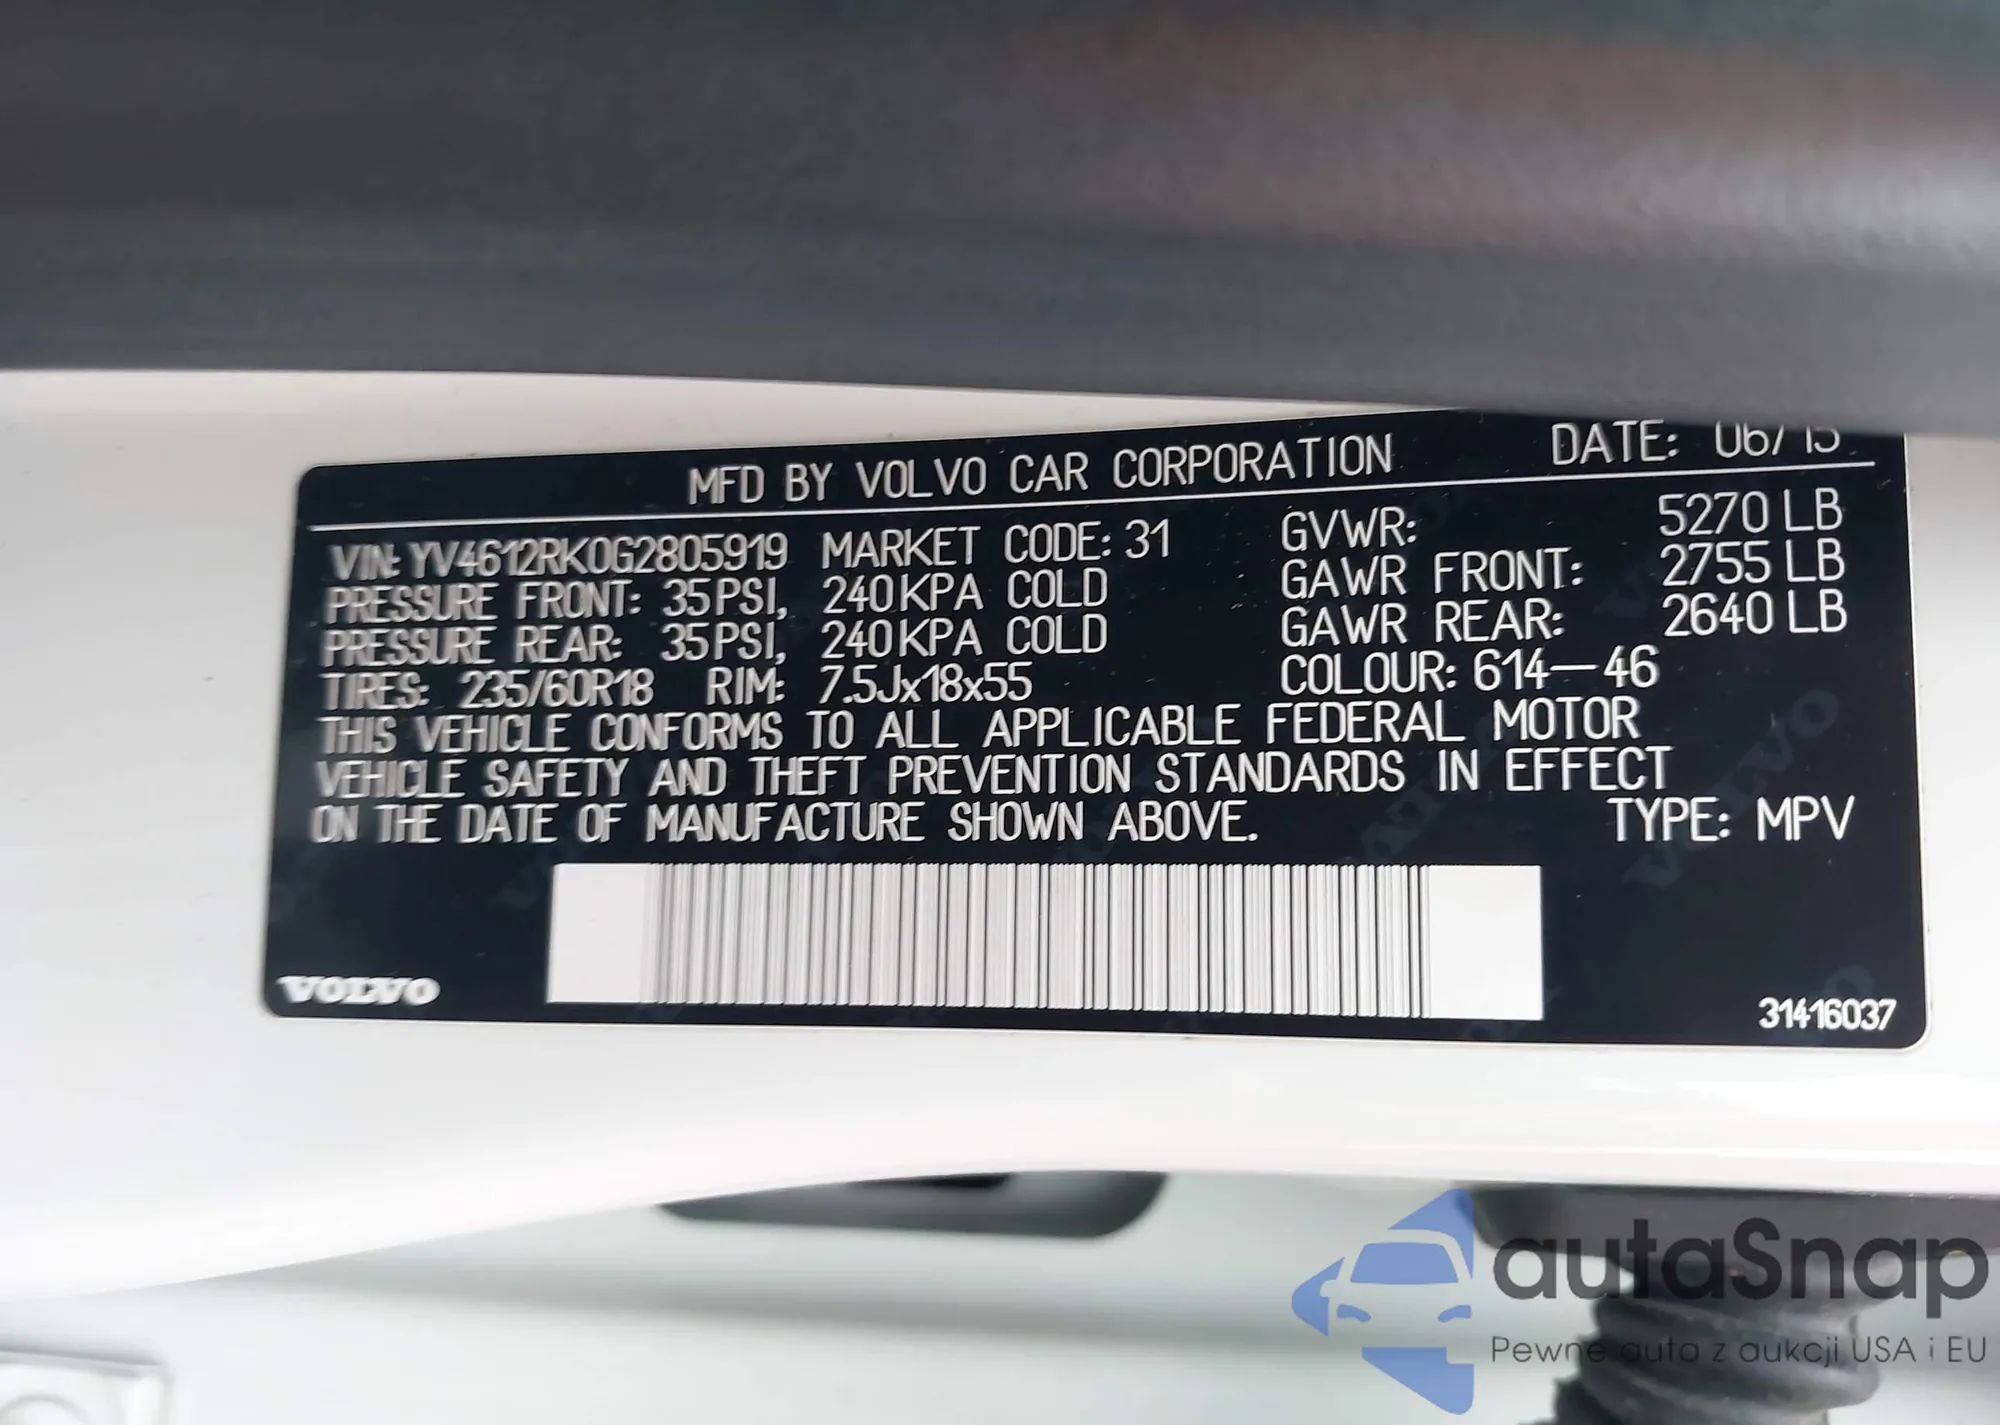 MFD BY VOLVO CAR CORPORATION DATE: 06/15
VIN: YV4612RK0G2805919 MARKET CODE: 31 GVWR: 5270 LB
PRESSURE FRONT: 35PSI, 240KPA COLD GAWR FRONT: 2755 LB
PRESSURE REAR: 35PSI, 240KPA COLD GAWR REAR: 2640 LB
TIRES: 235/60R18 RIM: 7.5Jx18x55 COLOUR: 614-46
THIS VEHICLE CONFORMS TO ALL APPLICABLE FEDERAL MOTOR
VEHICLE SAFETY AND THEFT PREVENTION STANDARDS IN EFFECT
ON THE DATE OF MANUFACTURE SHOWN ABOVE. TYPE: MPV
VOLVO
31416037
autaSnap
Pewne auta z aukcji USA i EU